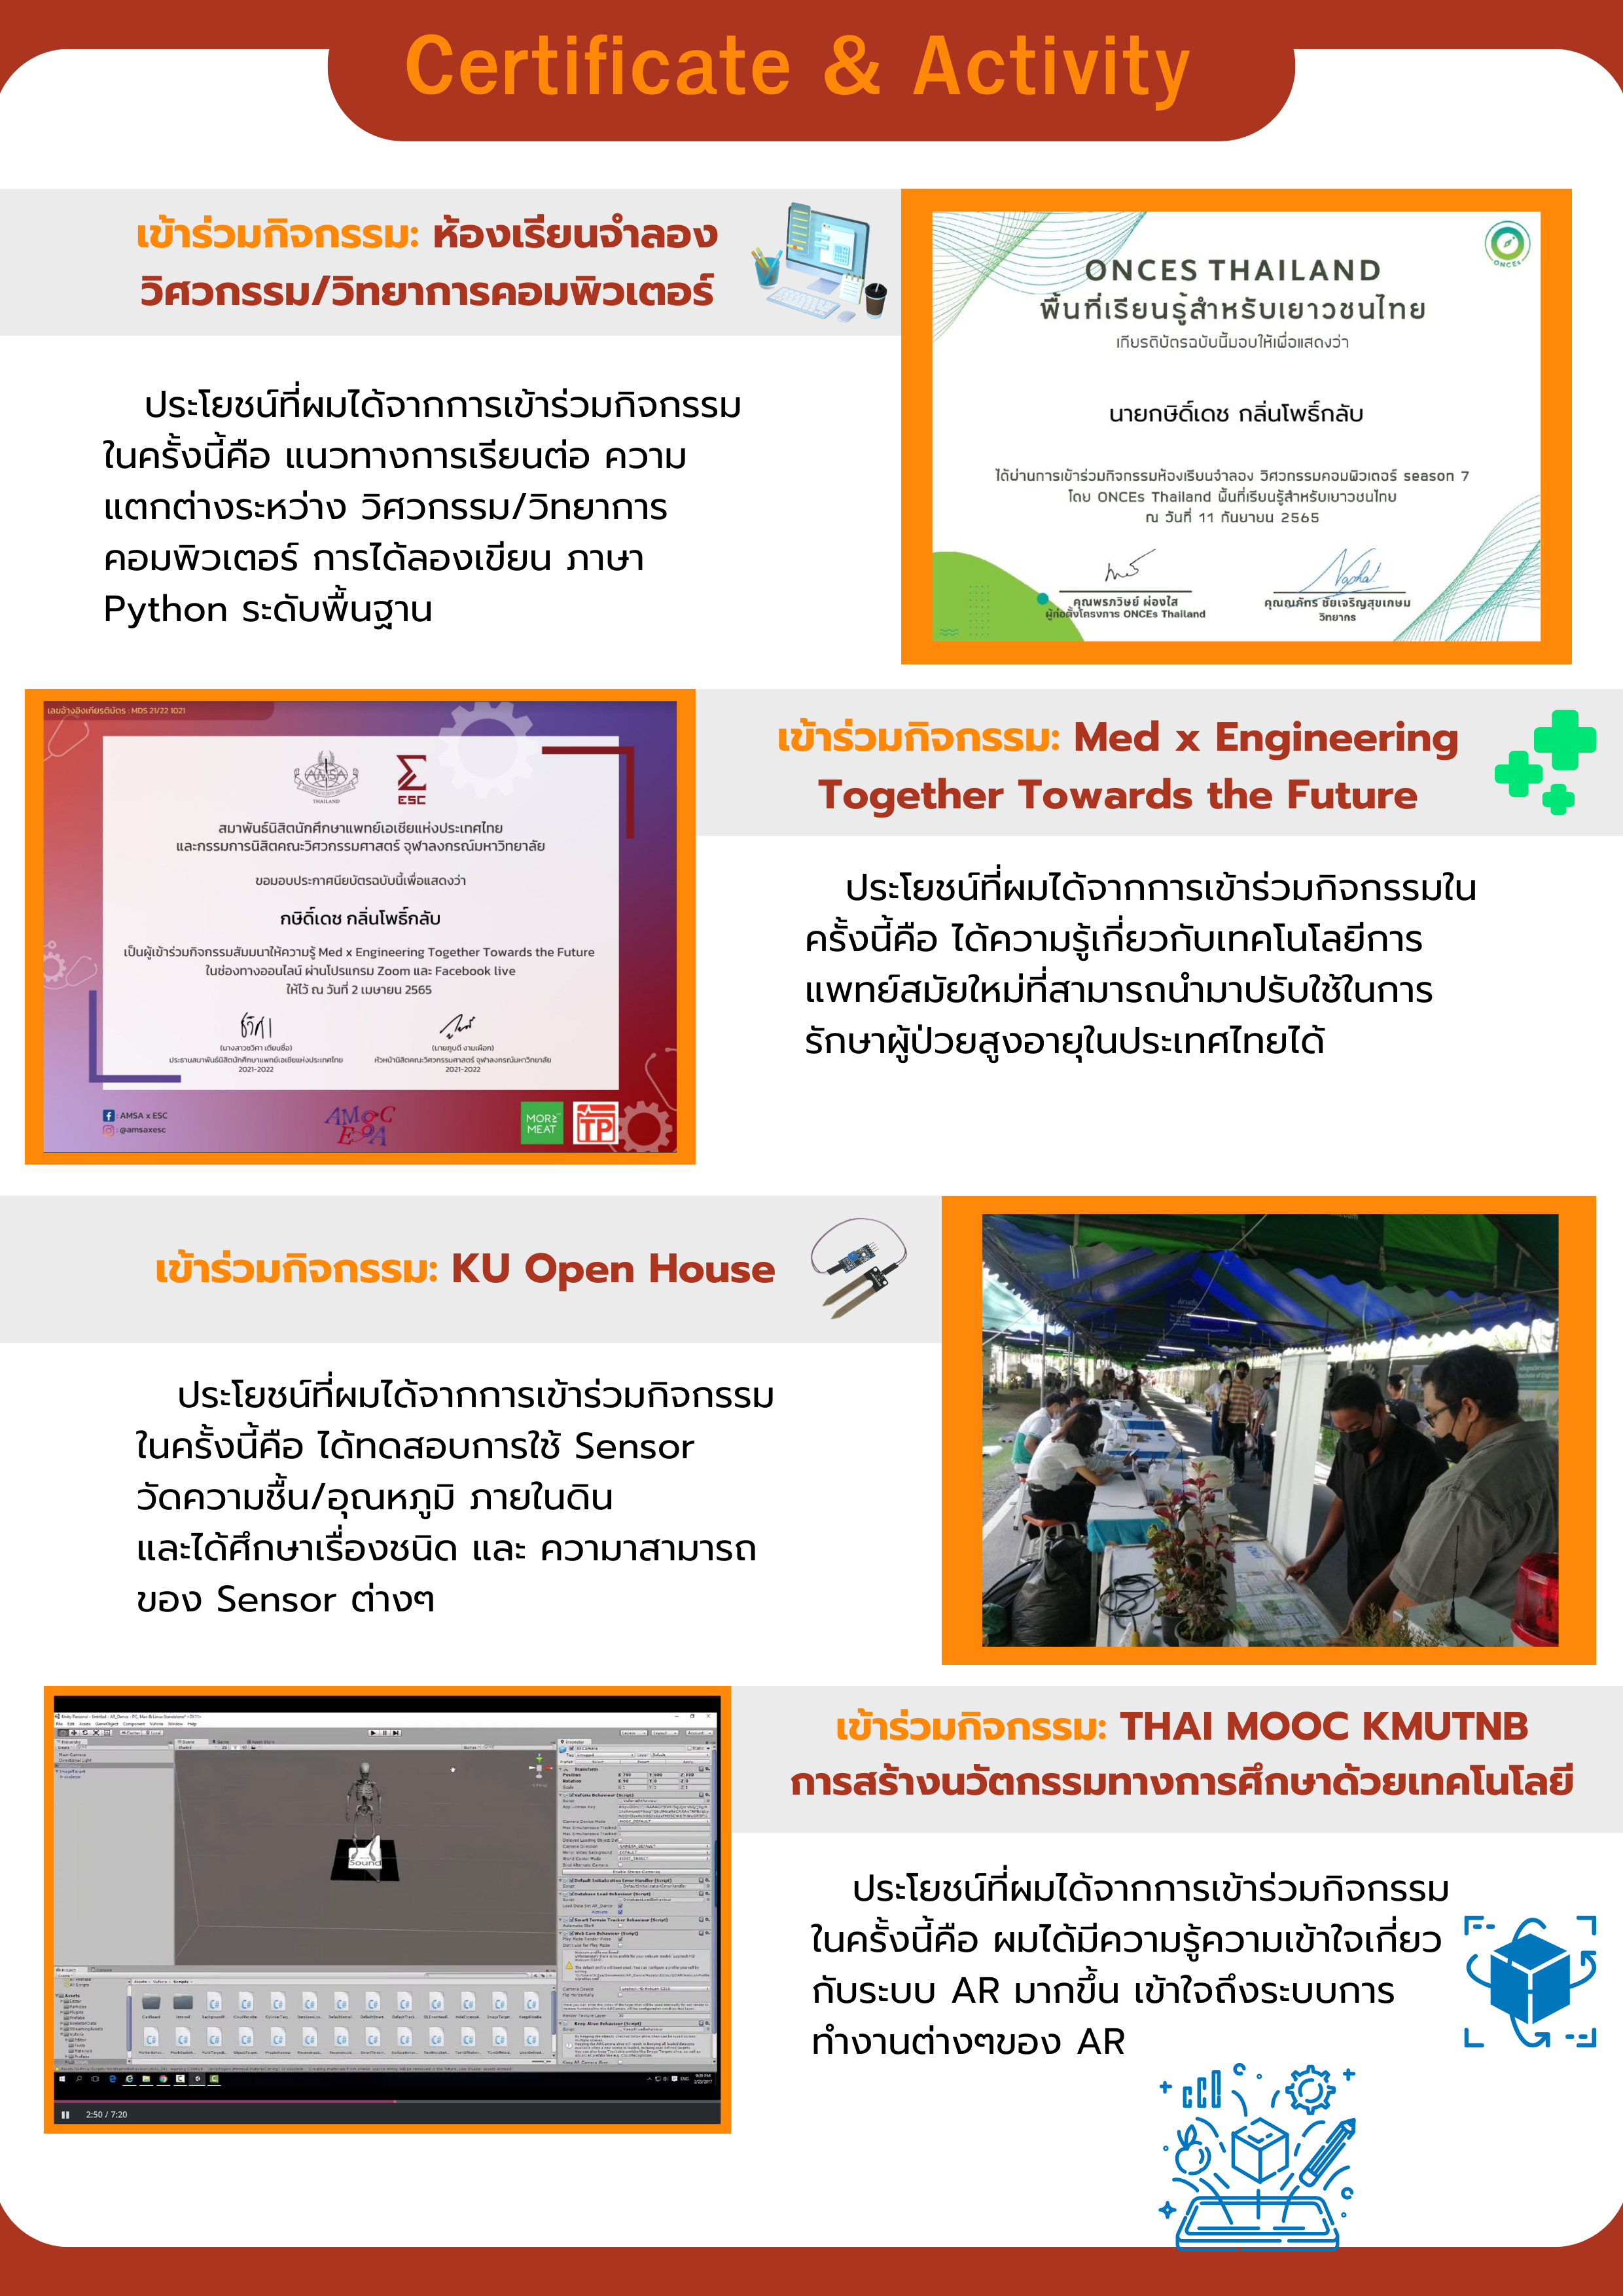 Certificate & Activity
เข้าร่วมกิจกรรม: ห้องเรียนจำลอง
วิศวกรรม/วิทยาการคอมพิวเตอร์
ประโยชน์ที่ผมได้จากการเข้าร่วมกิจกรรม
ในครั้งนี้คือ แนวทางการเรียนต่อ ความ
แตกต่างระหว่าง วิศวกรรม/วิทยาการ
คอมพิวเตอร์ การได้ลองเขียน ภาษา
Python ระดับพื้นฐาน
ONCEs
ONCES THAILAND
พื้นที่เรียนรู้สำหรับเยาวชนไทย
เกียรติบัตรฉบับนี้มอบให้เพื่อแสดงว่า
นายกษิดิ์เดช กลิ่นโพธิ์กลับ
ได้ผ่านการเข้าร่วมกิจกรรมห้องเรียนจำลอง วิศวกรรมคอมพิวเตอร์ season 7
โดย ONCEs Thailand พื้นที่เรียนรู้สำหรับเยาวชนไทย
ณ วันที่ 11 กันยายน 2565
คุณพรภวิษย์ ผ่องใส
ผู้ก่อตั้งโครงการ ONCEs Thailand
คุณณภัทร ชัยเจริญสุขเกษม
วิทยากร
เลขอ้างอิงเกียรติบัตร : MDS 21/22 1021
AMSA
THAILAND
ESC
สมาพันธ์นิสิตนักศึกษาแพทย์เอเชียแห่งประเทศไทย
และกรรมการนิสิตคณะวิศวกรรมศาสตร์ จุฬาลงกรณ์มหาวิทยาลัย
ขอมอบประกาศนียบัตรฉบับนี้เพื่อแสดงว่า
กษิดิ์เดช กลิ่นโพธิ์กลับ
เป็นผู้เข้าร่วมกิจกรรมสัมมนาให้ความรู้ Med x Engineering Together Towards the Future
ในช่องทางออนไลน์ ผ่านโปรแกรม Zoom และ Facebook live
ให้ไว้ ณ วันที่ 2 เมษายน 2565
(นางสาวชวิศา เตียนชื่อ)
ประธานสมาพันธ์นิสิตนักศึกษาแพทย์เอเชียแห่งประเทศไทย
2021-2022
(นายภูมดี งามเผือก)
หัวหน้านิสิตคณะวิศวกรรมศาสตร์ จุฬาลงกรณ์มหาวิทยาลัย
2021-2022
AMSA x ESC
@amsaxesc
MORE MEAT
TP
เข้าร่วมกิจกรรม: Med x Engineering
Together Towards the Future
ประโยชน์ที่ผมได้จากการเข้าร่วมกิจกรรมใน
ครั้งนี้คือ ได้ความรู้เกี่ยวกับเทคโนโลยีการ
แพทย์สมัยใหม่ที่สามารถนำมาปรับใช้ในการ
รักษาผู้ป่วยสูงอายุในประเทศไทยได้
เข้าร่วมกิจกรรม: KU Open House
ประโยชน์ที่ผมได้จากการเข้าร่วมกิจกรรม
ในครั้งนี้คือ ได้ทดสอบการใช้ Sensor
วัดความชื้น/อุณหภูมิ ภายในดิน
และได้ศึกษาเรื่องชนิด และ ความาสามารถ
ของ Sensor ต่างๆ
Sound
2:50 / 7:20
เข้าร่วมกิจกรรม: THAI MOOC KMUTNB
การสร้างนวัตกรรมทางการศึกษาด้วยเทคโนโลยี
ประโยชน์ที่ผมได้จากการเข้าร่วมกิจกรรม
ในครั้งนี้คือ ผมได้มีความรู้ความเข้าใจเกี่ยว
กับระบบ AR มากขึ้น เข้าใจถึงระบบการ
ทำงานต่างๆของ AR